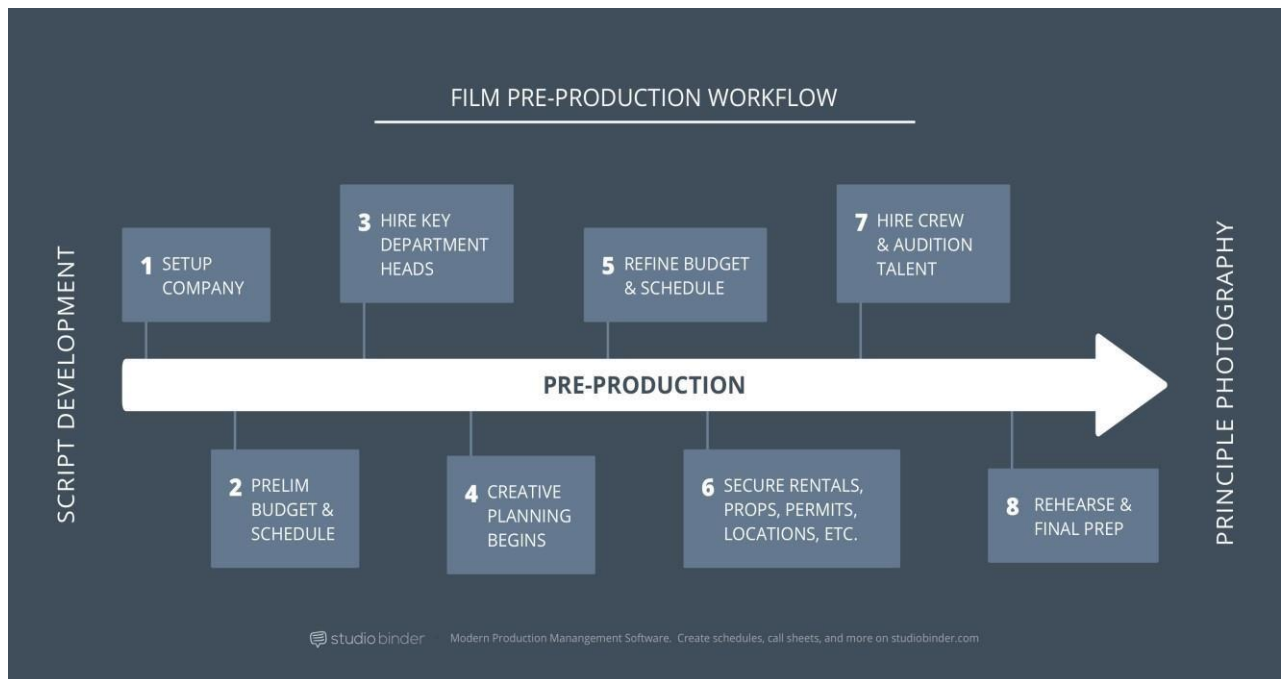 FILM PRE-PRODUCTION WORKFLOW
SCRIPT DEVELOPMENT
1 SETUP
COMPANY
2 PRELIM
BUDGET &
SCHEDULE
3 HIRE KEY
DEPARTMENT
HEADS
4 CREATIVE
PLANNING
BEGINS
5 REFINE BUDGET
& SCHEDULE
6 SECURE RENTALS,
PROPS, PERMITS,
LOCATIONS, ETC.
7 HIRE CREW
& AUDITION
TALENT
8 REHEARSE &
FINAL PREP
PRE-PRODUCTION
PRINCIPLE PHOTOGRAPHY
studiobinder
Modern Production Manangement Software. Create schedules, call sheets, and more on studiobinder.com